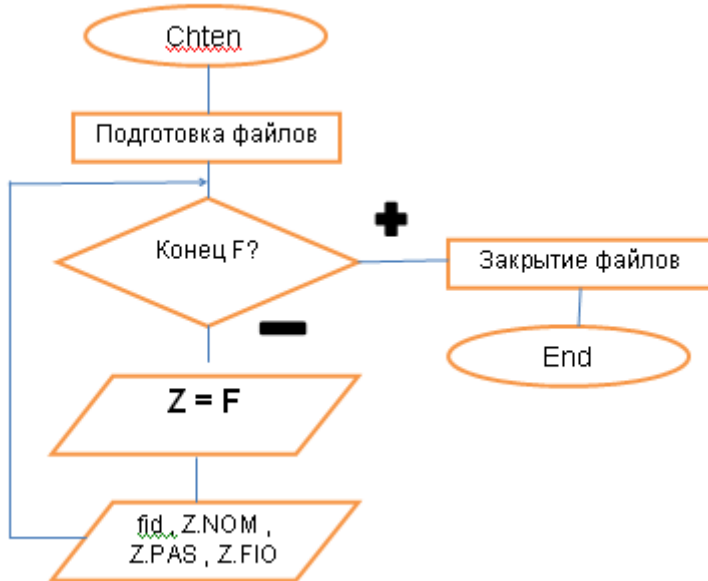 Chten
Подготовка файлов
Конец F?
Закрытие файлов
End
Z = F
fid , Z.NOM ,
Z.PAS , Z.FIO